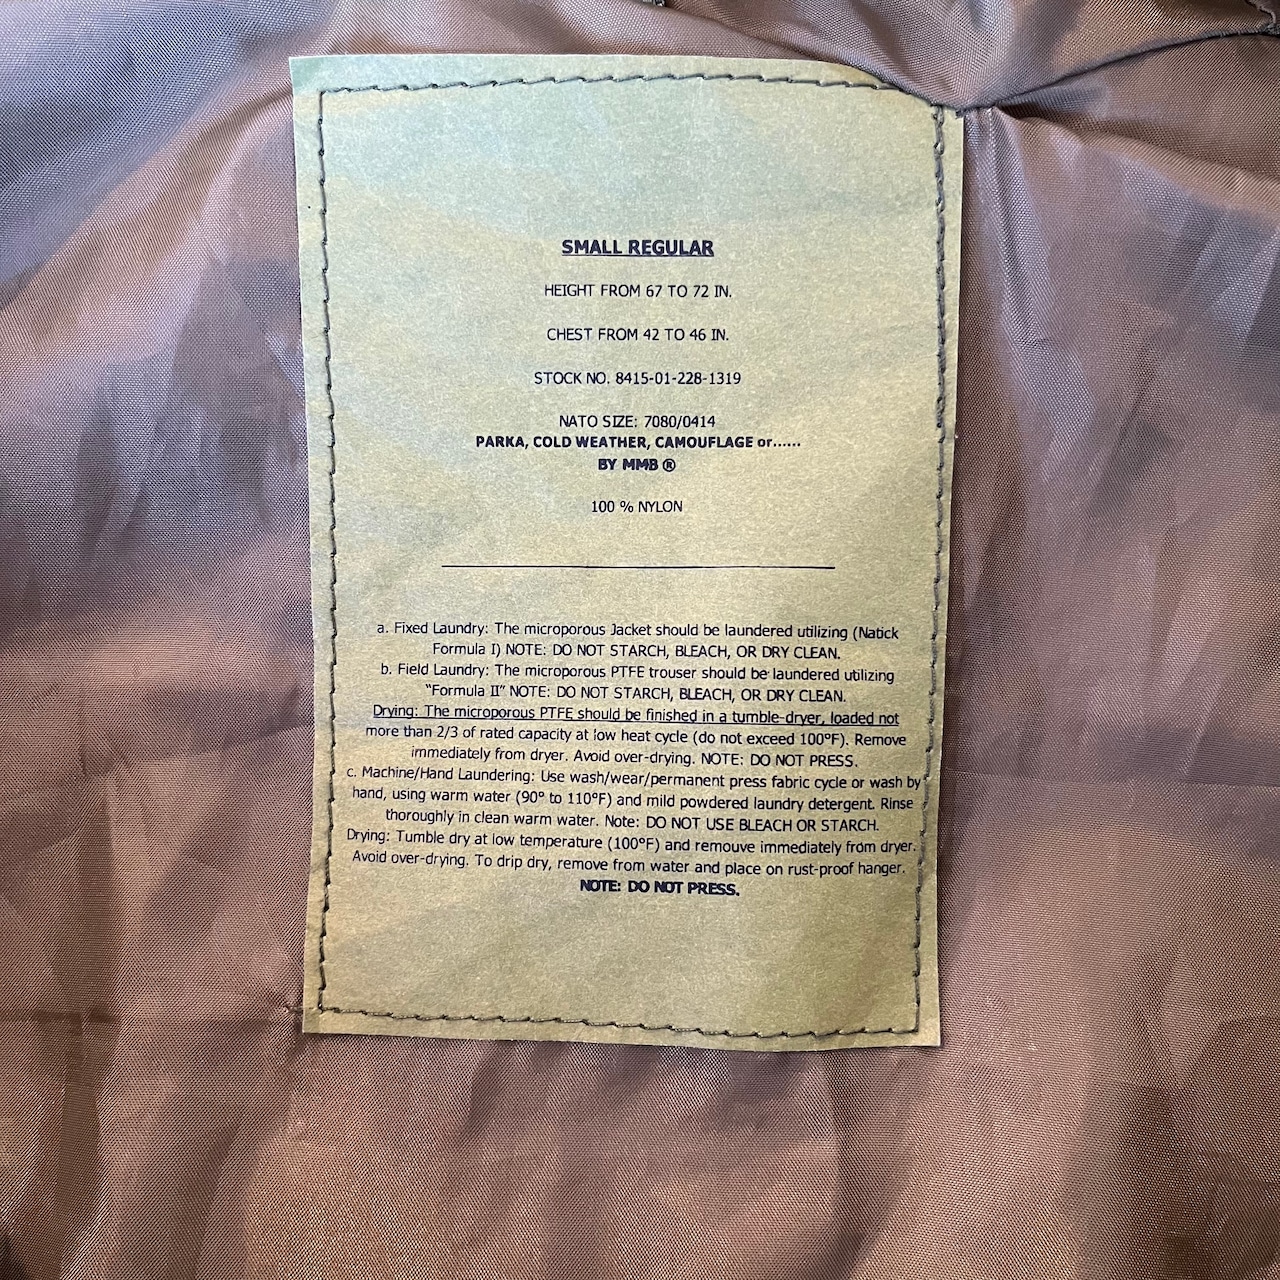 SMALL REGULAR
HEIGHT FROM 67 TO 72 IN.
CHEST FROM 42 TO 46 IN.
STOCK NO. 8415-01-228-1319
NATO SIZE: 7080/0414
PARKA, COLD WEATHER, CAMOUFLAGE or......
BY MMB ®
100 % NYLON
a. Fixed Laundry: The microporous Jacket should be laundered utilizing (Natick
Formula I) NOTE: DO NOT STARCH, BLEACH, OR DRY CLEAN.
b. Field Laundry: The microporous PTFE trouser should be laundered utilizing
“Formula II” NOTE: DO NOT STARCH, BLEACH, OR DRY CLEAN.
Drying: The microporous PTFE should be finished in a tumble-dryer, loaded not
more than 2/3 of rated capacity at low heat cycle (do not exceed 100°F). Remove
immediately from dryer. Avoid over-drying. NOTE: DO NOT PRESS.
c. Machine/Hand Laundering: Use wash/wear/permanent press fabric cycle or wash by
hand, using warm water (90° to 110°F) and mild powdered laundry detergent. Rinse
thoroughly in clean warm water. Note: DO NOT USE BLEACH OR STARCH.
Drying: Tumble dry at low temperature (100°F) and remouve immediately from dryer.
Avoid over-drying. To drip dry, remove from water and place on rust-proof hanger.
NOTE: DO NOT PRESS.